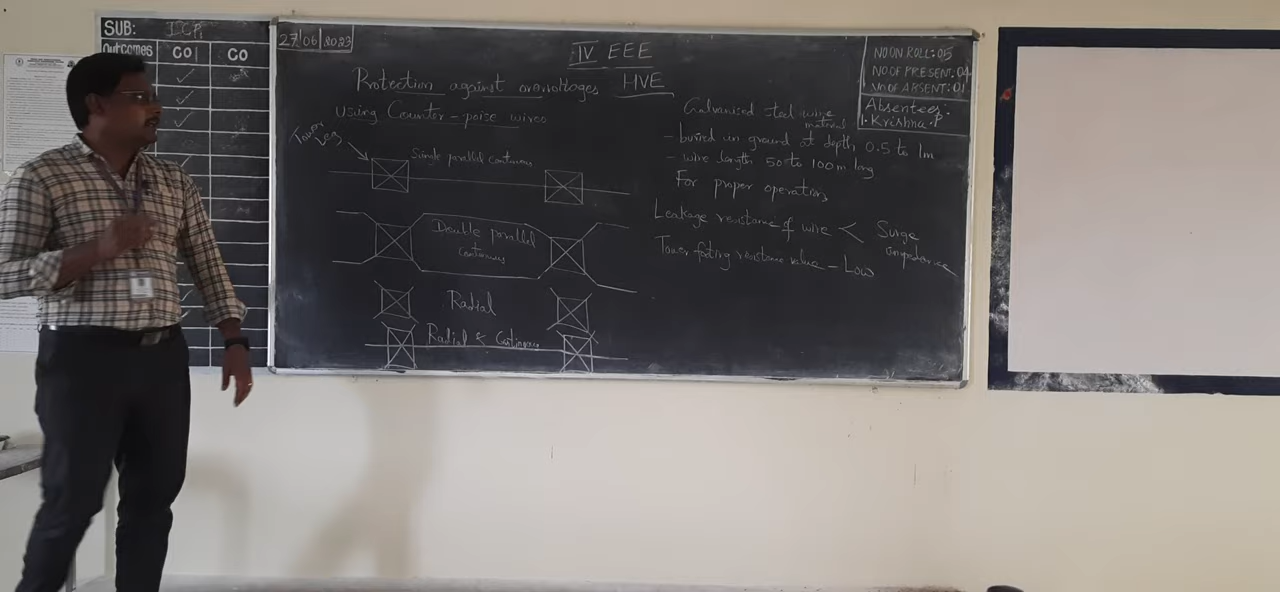 SUB: ICP
Outcomes CO1 CO
27/06/2023
IV EEE
HVE
NO ON ROLL: 05
NO OF PRESENT. 04
NO OF ABSENT: 01
Absentees:
1. Krishna. P
Protection against overvoltages
using Counter-poise wires
Tower
Leg
Single parallel continuous
Double parallel
continuous
Radial
Radial & Continuous
Galvanised steel wire
material
- buried in ground at depth 0.5 to 1m
- wire length 50 to 100m long
For proper operation,
Leakage resistance of wire < Surge
impedance
Tower footing resistance value - Low